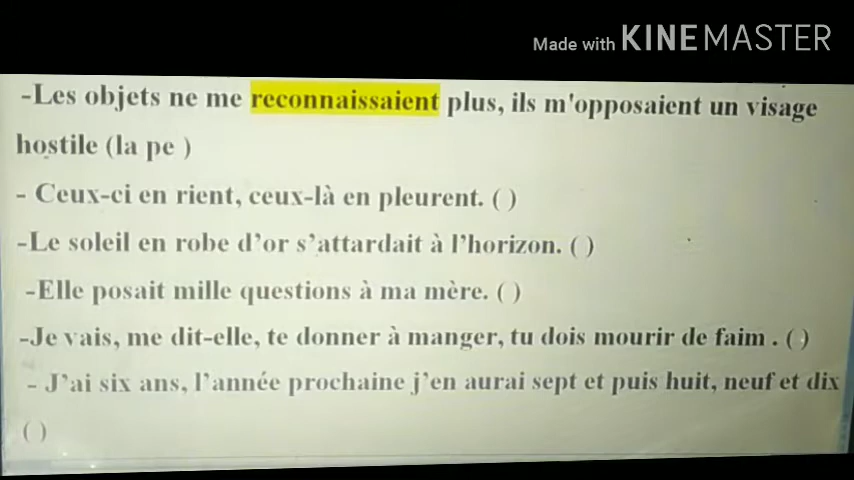 Made with KINEMASTER
-Les objets ne me reconnaissaient plus, ils m'opposaient un visage
hostile (la pe )
- Ceux-ci en rient, ceux-là en pleurent. ( )
-Le soleil en robe d'or s'attardait à l'horizon. ( )
-Elle posait mille questions à ma mère. ( )
-Je vais, me dit-elle, te donner à manger, tu dois mourir de faim . ( )
- J'ai six ans, l'année prochaine j'en aurai sept et puis huit, neuf et dix
( )